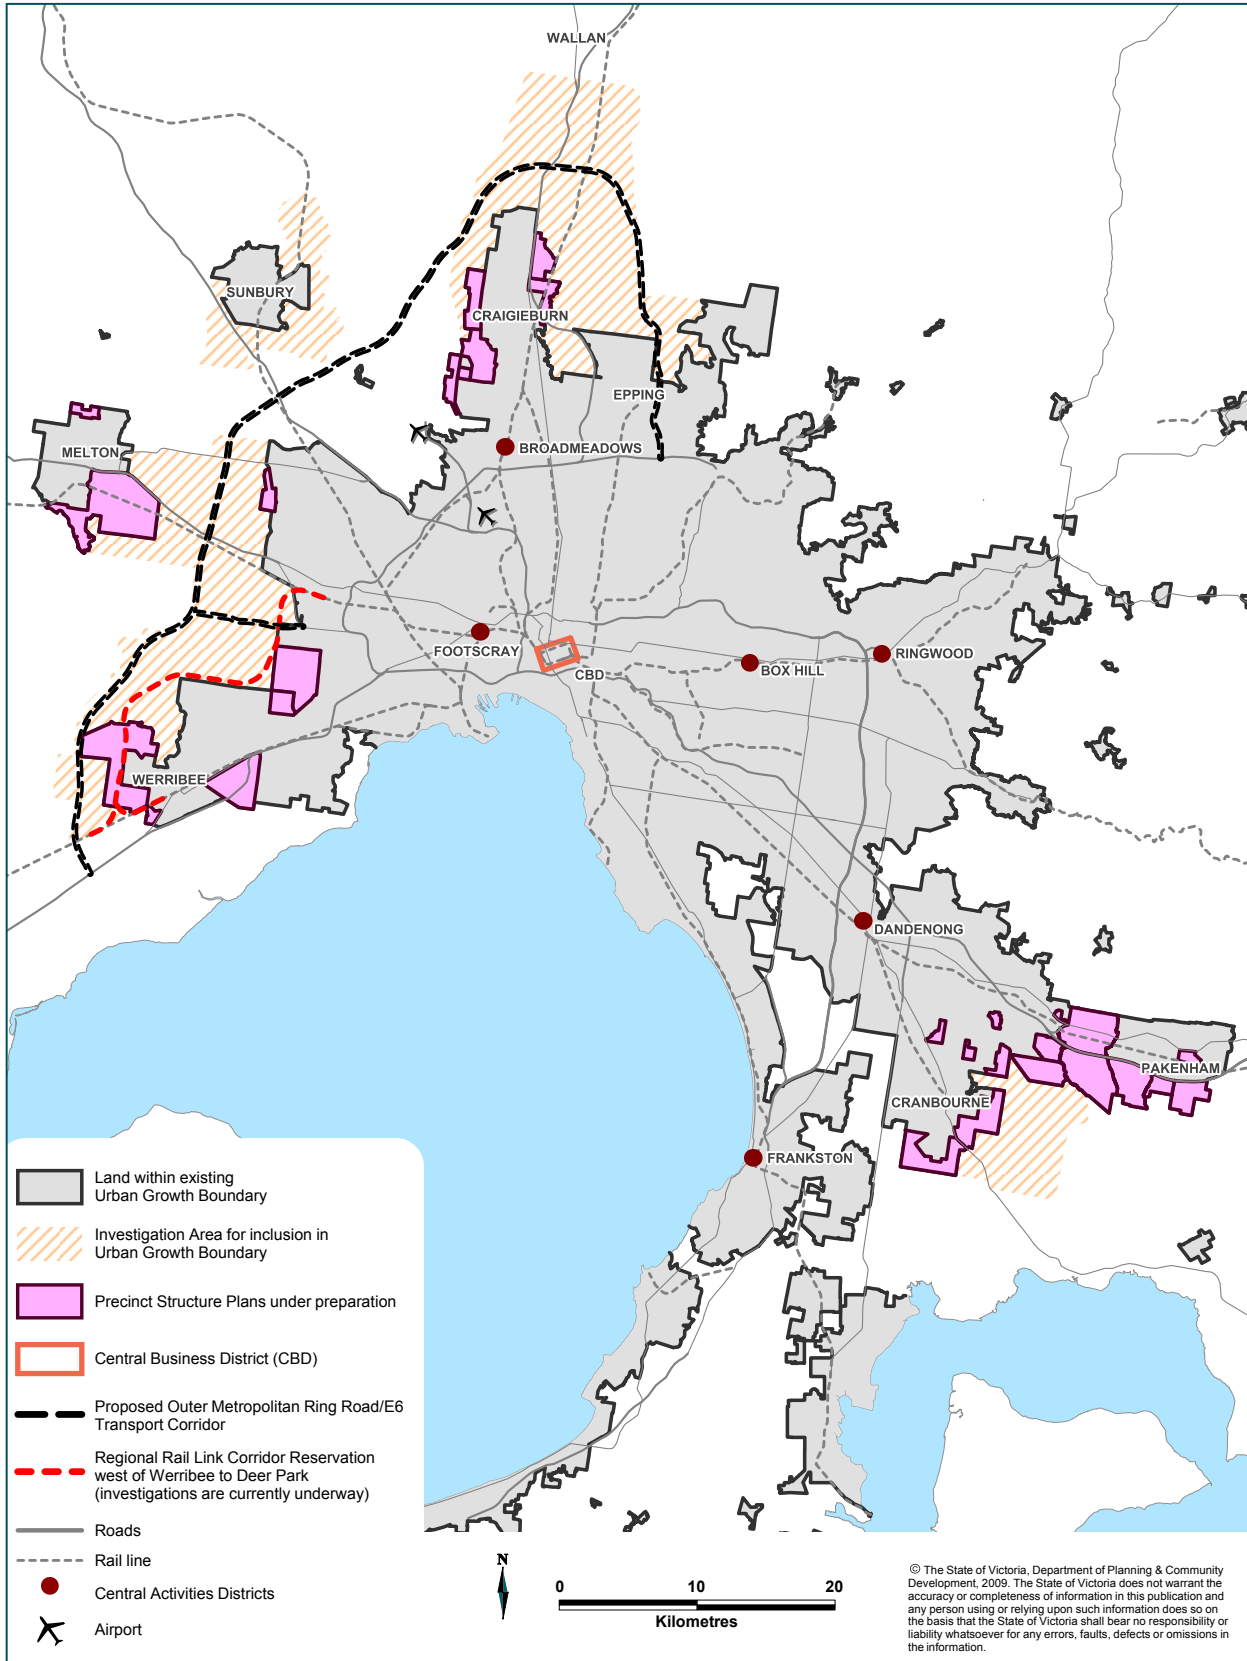 WALLAN
SUNBURY
CRAIGIEBURN
EPPING
MELTON
BROADMEADOWS
FOOTSCRAY
CBD
BOX HILL
RINGWOOD
WERRIBEE
DANDENONG
PAKENHAM
CRANBOURNE
FRANKSTON
Land within existing
Urban Growth Boundary
Investigation Area for inclusion in
Urban Growth Boundary
Precinct Structure Plans under preparation
Central Business District (CBD)
Proposed Outer Metropolitan Ring Road/E6
Transport Corridor
Regional Rail Link Corridor Reservation
west of Werribee to Deer Park
(investigations are currently underway)
Roads
Rail line
Central Activities Districts
Airport
N
0 10 20
Kilometres
© The State of Victoria, Department of Planning & Community
Development, 2009. The State of Victoria does not warrant the
accuracy or completeness of information in this publication and
any person using or relying upon such information does so on
the basis that the State of Victoria shall bear no responsibility or
liability whatsoever for any errors, faults, defects or omissions in
the information.